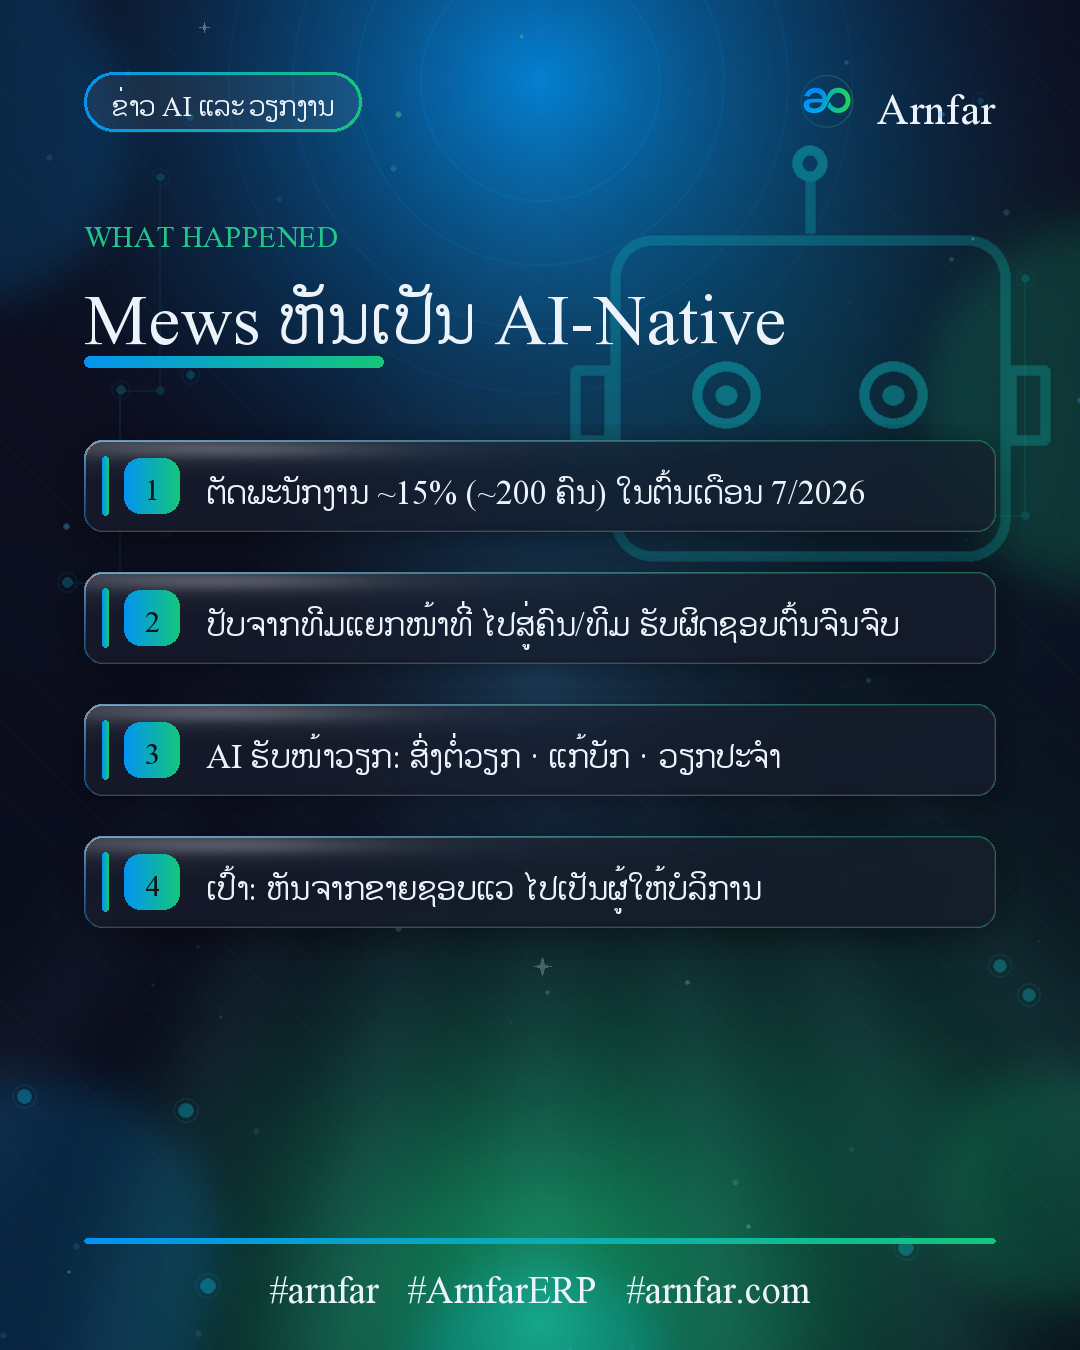 ຂ່າວ AI ແລະ ວຽກງານ
Arnfar
WHAT HAPPENED
Mews ຫັນເປັນ AI-Native
1 ຕັດພະນັກງານ ~15% (~200 ຄົນ) ໃນຕົ້ນເດືອນ 7/2026
2 ປັບຈາກທີມແຍກໜ້າທີ່ ໄປສູ່ຄົນ/ທີມ ຮັບຜິດຊອບຕົ້ນຈົນຈົບ
3 AI ຮັບໜ້າວຽກ: ສົ່ງຕໍ່ວຽກ · ແກ້ບັກ · ວຽກປະຈຳ
4 ເປົ້າ: ຫັນຈາກຂາຍຊອບແວ ໄປເປັນຜູ້ໃຫ້ບໍລິການ
#arnfar #ArnfarERP #arnfar.com